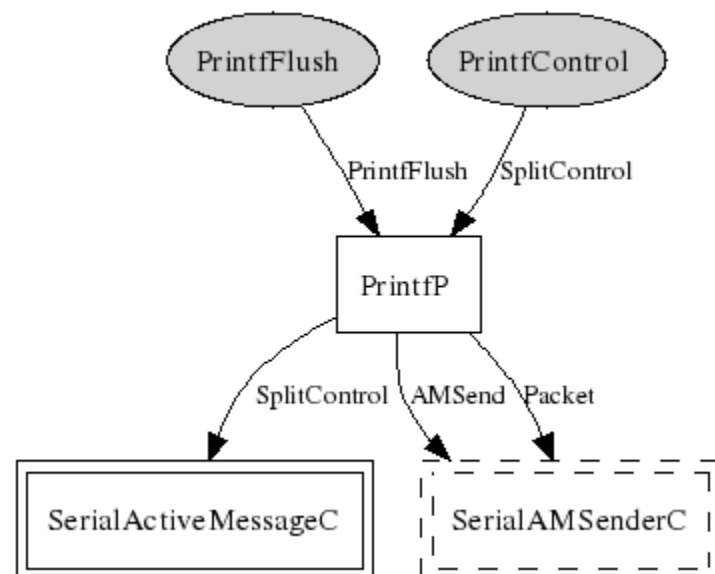 PrintfFlush
PrintfControl
PrintfFlush
SplitControl
PrintfP
SplitControl
AMSend
Packet
SerialActiveMessageC
SerialAMSenderC